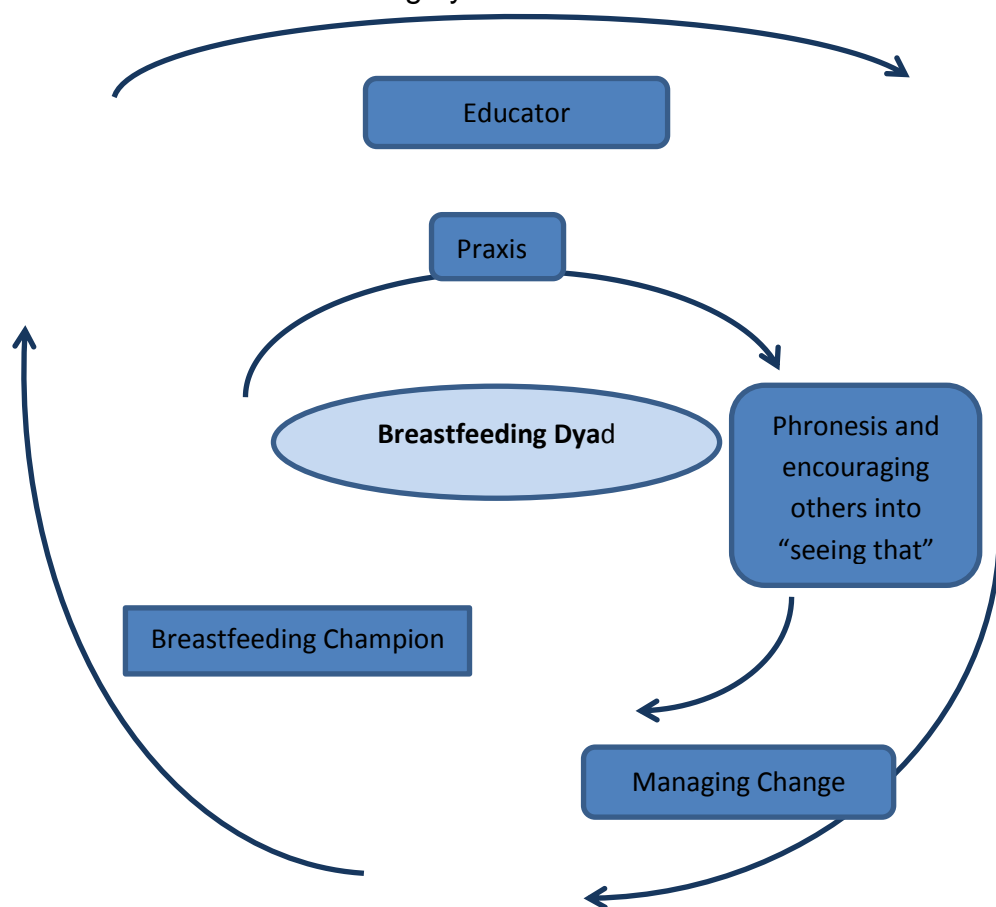 Educator
Praxis
Breastfeeding Dyad
Phronesis and
encouraging
others into
“seeing that”
Breastfeeding Champion
Managing Change